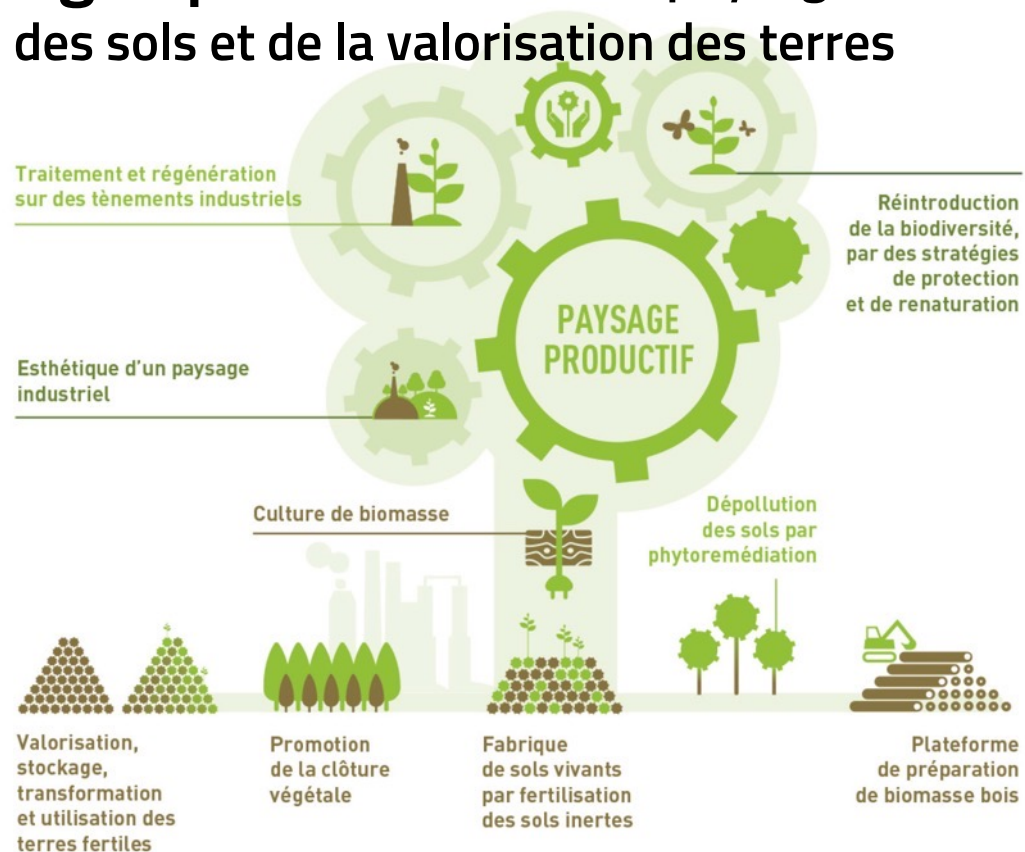 des sols et de la valorisation des terres
Traitement et régénération
sur des tènements industriels
Réintroduction
de la biodiversité,
par des stratégies
de protection
et de renaturation
PAYSAGE
PRODUCTIF
Esthétique d'un paysage
industriel
Culture de biomasse
Dépollution
des sols par
phytoremédiation
Valorisation,
stockage,
transformation
et utilisation des
terres fertiles
Promotion
de la clôture
végétale
Fabrique
de sols vivants
par fertilisation
des sols inertes
Plateforme
de préparation
de biomasse bois